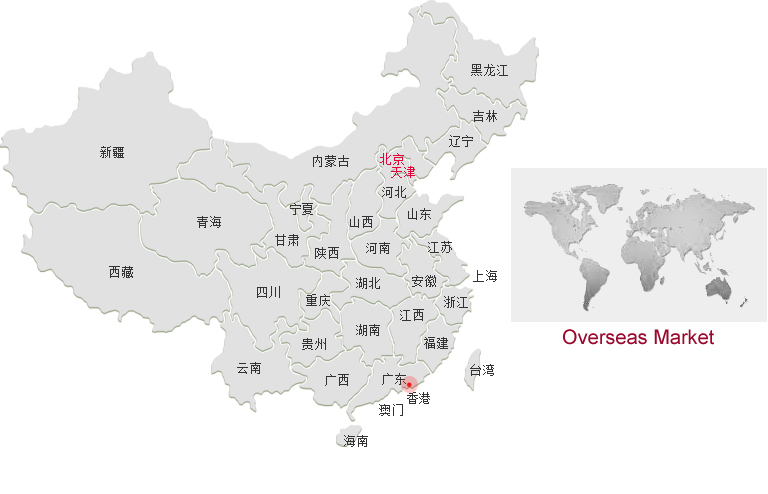 黑龙江
吉林
辽宁
新疆
内蒙古
北京
天津
河北
宁夏
山西
山东
青海
甘肃
陕西
河南
江苏
西藏
上海
四川
重庆
湖北
安徽
浙江
江西
湖南
贵州
福建
Overseas Market
云南
广西
广东
台湾
香港
澳门
海南